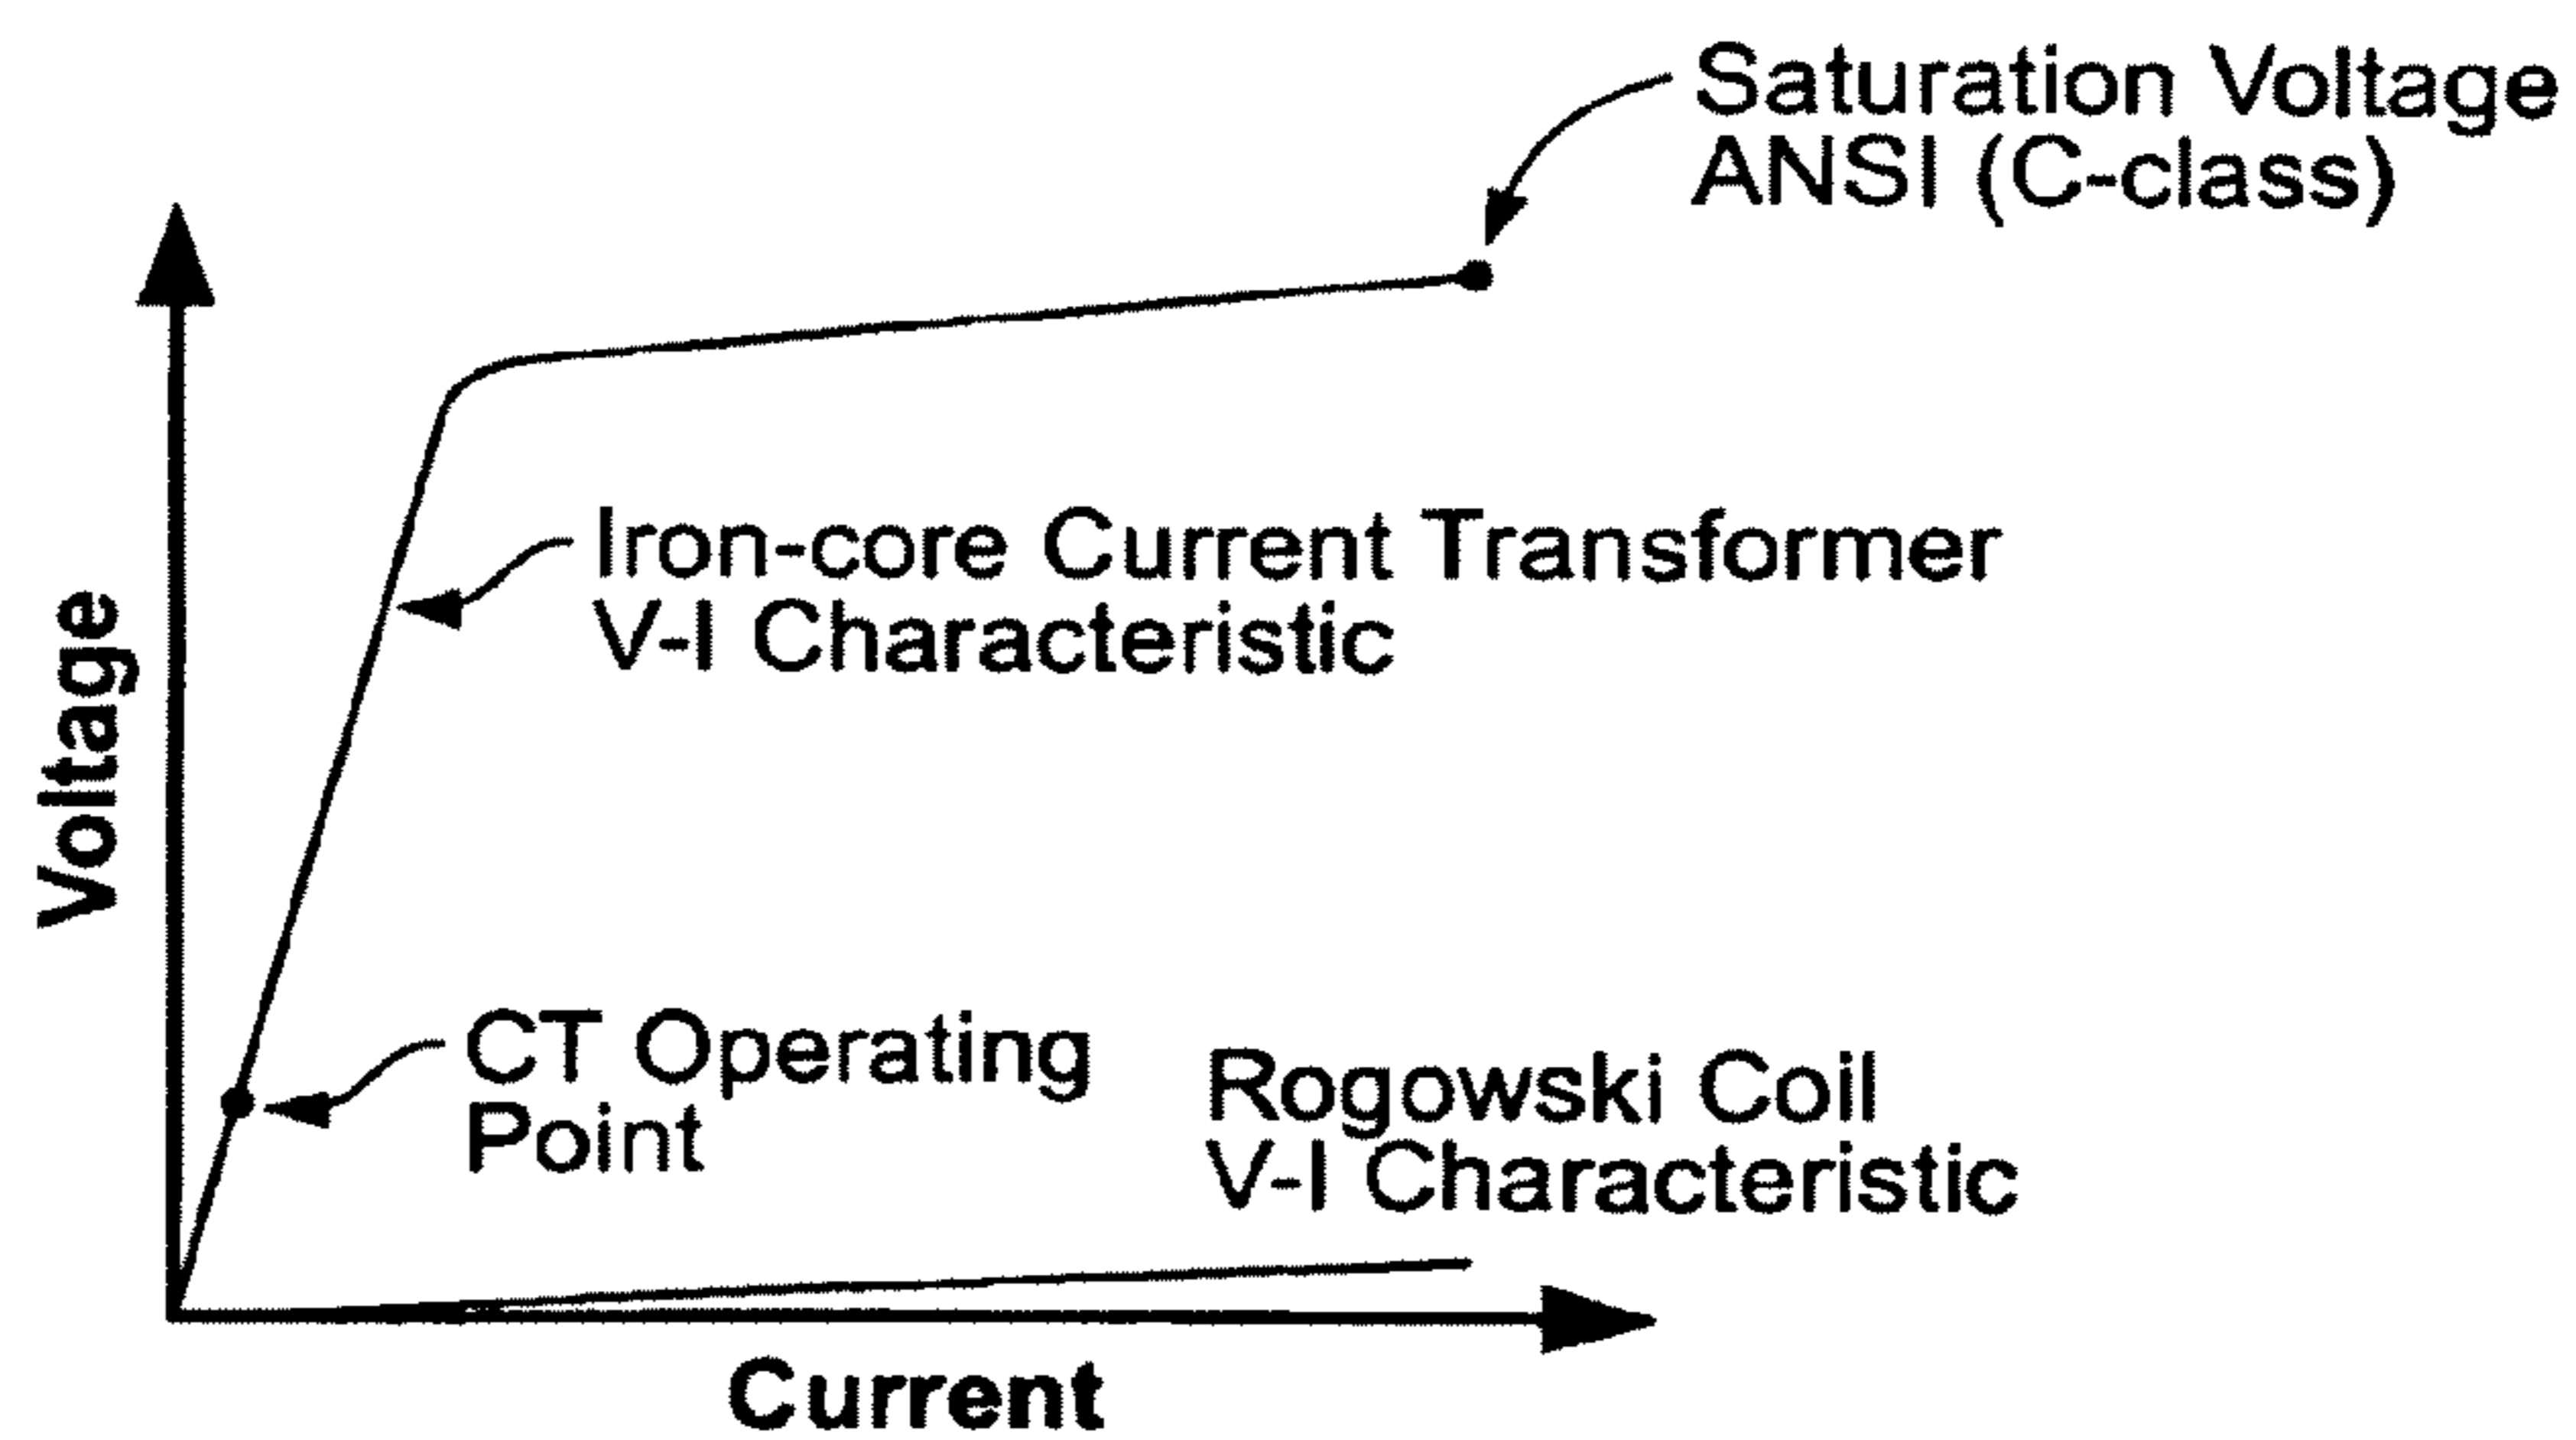 Saturation Voltage
ANSI (C-class)
Iron-core Current Transformer
V-I Characteristic
Voltage
CT Operating
Point
Rogowski Coil
V-I Characteristic
Current